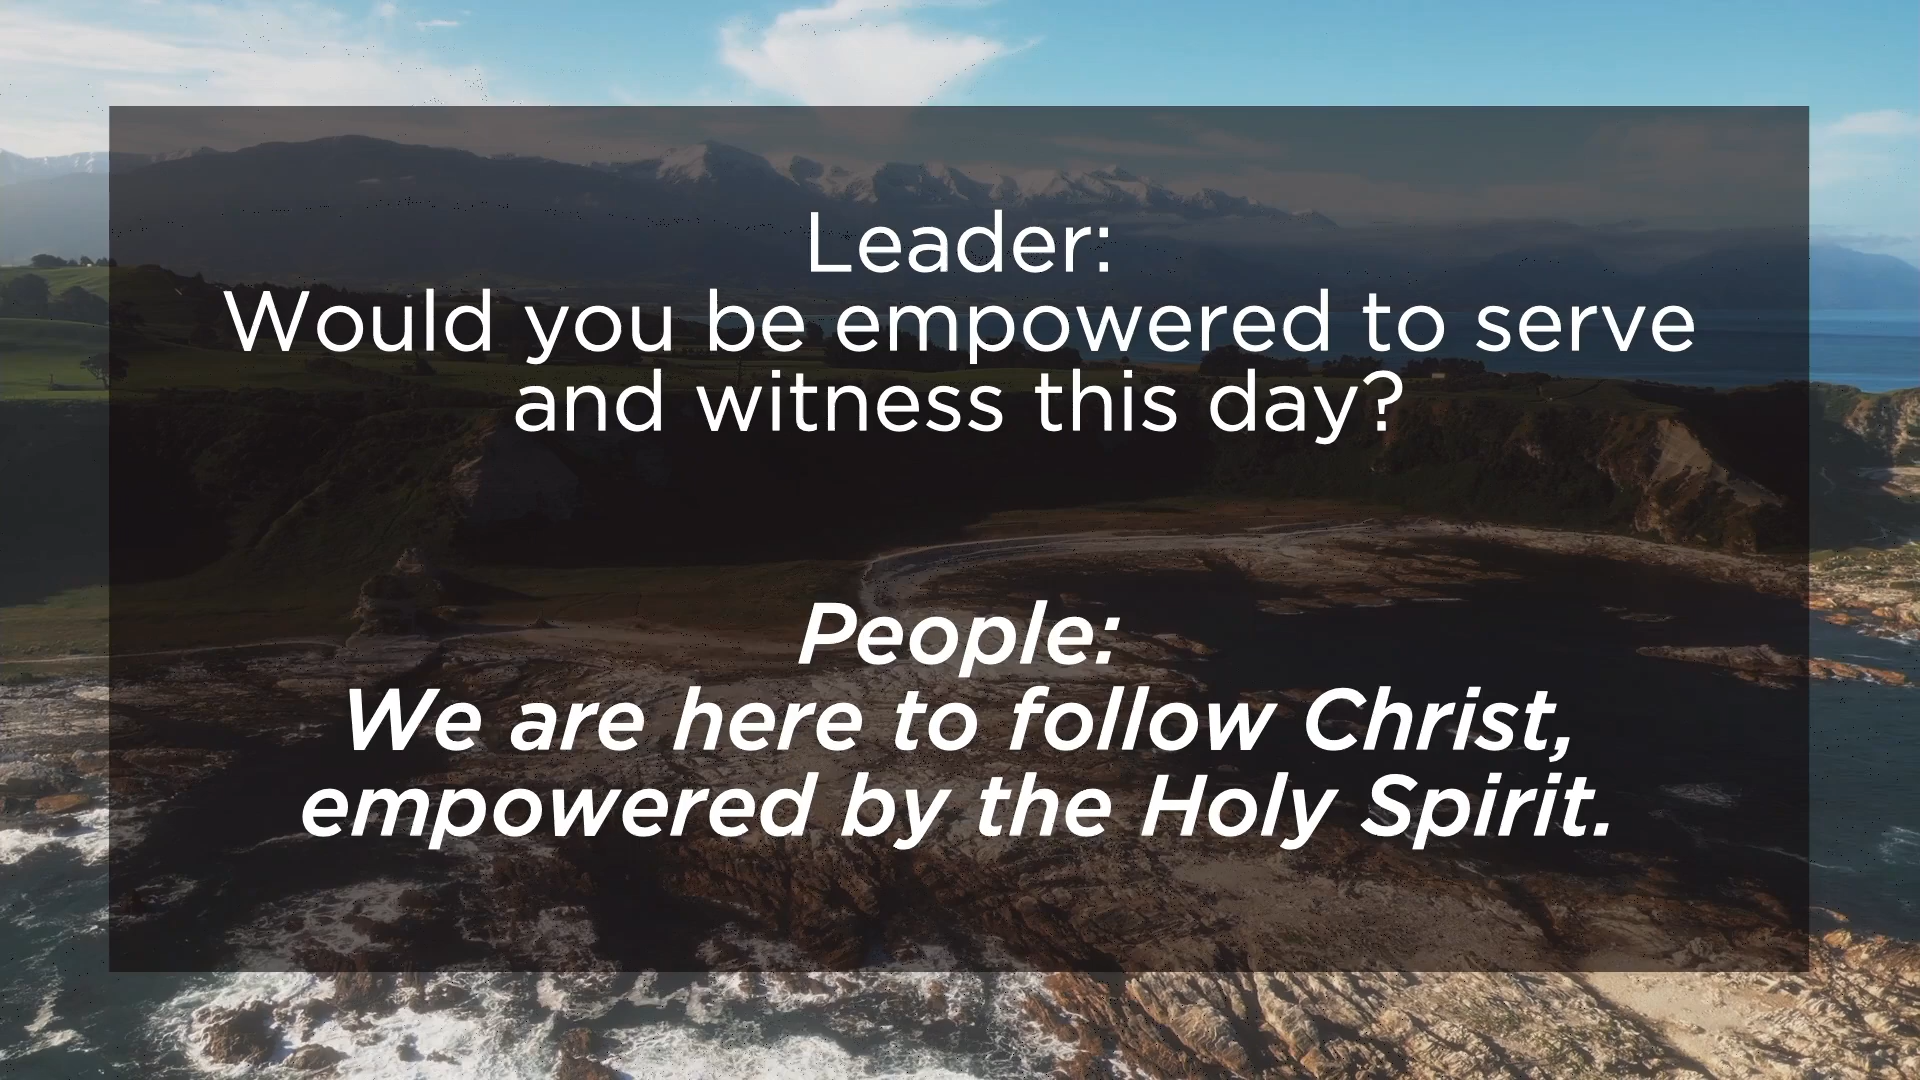 Leader:
Would you be empowered to serve
and witness this day?
People:
We are here to follow Christ,
empowered by the Holy Spirit.